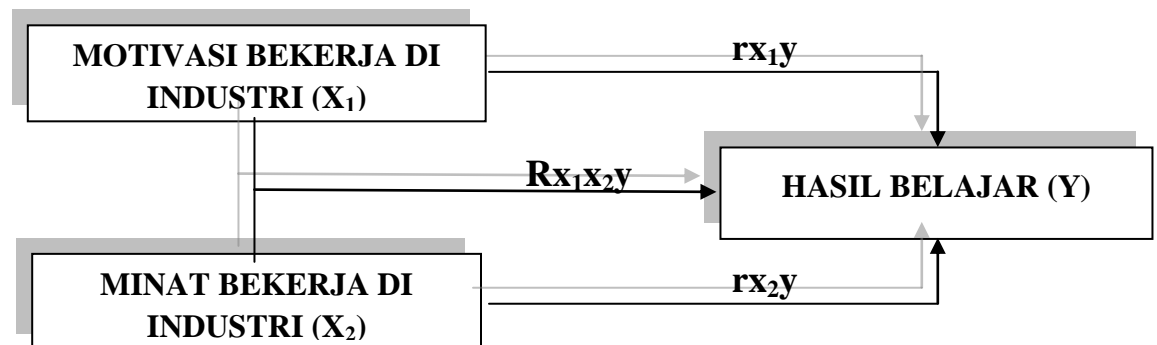 MOTIVASI BEKERJA DI
INDUSTRI (X₁)
rx₁y
Rx₁x₂y
HASIL BELAJAR (Y)
MINAT BEKERJA DI
INDUSTRI (X₂)
rx₂y